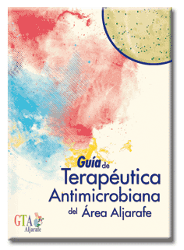 Guía de
Terapéutica
Antimicrobiana
del Área Aljarafe
GTA
Aljarafe